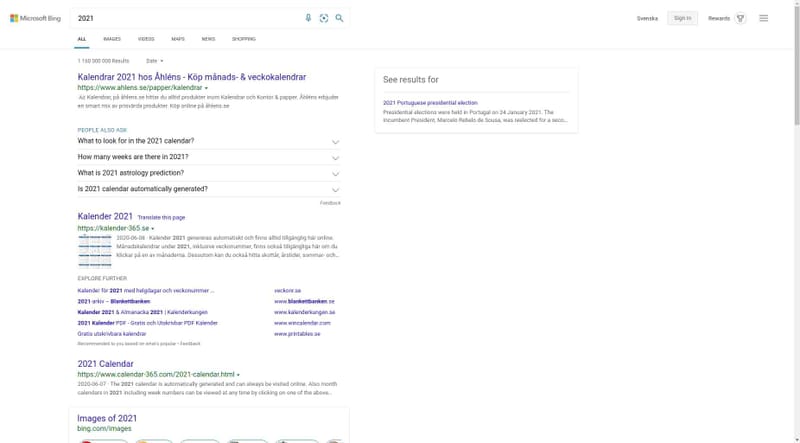 Microsoft Bing
2021
Svenska
Sign in
Rewards
ALL
IMAGES
VIDEOS
MAPS
NEWS
SHOPPING
1 150 000 000 Results
Date
Kalendrar 2021 hos Åhléns - Köp månads- & veckokalendrar
https://www.ahlens.se/papper/kalendrar
Ad Kalendrar, på åhlens.se hittar du alltid produkter inom Kalendrar och Kontor & papper. Åhléns erbjuder
en smart mix av prisvärda produkter. Köp online på åhlens.se
PEOPLE ALSO ASK
What to look for in the 2021 calendar?
How many weeks are there in 2021?
What is 2021 astrology prediction?
Is 2021 calendar automatically generated?
Feedback
Kalender 2021 Translate this page
https://kalender-365.se
2020-06-08 · Kalender 2021 genereras automatiskt och finns alltid tillgänglig här online.
Månadskalendrar under 2021, inklusive veckonummer, finns också tillgängliga här om du
klickar på en av månaderna. Dessutom kan du också hitta skottår, årstider, sommar- och...
EXPLORE FURTHER
Kalender för 2021 med helgdagar och veckonummer ...
veckonr.se
2021-arkiv – Blankettbanken
www.blankettbanken.se
Kalender 2021 & Almanacka 2021 | Kalenderkungen
www.kalenderkungen.se
2021 Kalender PDF - Gratis och Utskrivbar PDF Kalender
www.wincalendar.com
Gratis utskrivbara kalendrar
www.printables.se
Recommended to you based on what's popular • Feedback
2021 Calendar
https://www.calendar-365.com/2021-calendar.html
2020-06-07 · The 2021 calendar is automatically generated and can always be visited online. Also month
calendars in 2021 including week numbers can be viewed at any time by clicking on one of the above...
Images of 2021
bing.com/images
See results for
2021 Portuguese presidential election
Presidential elections were held in Portugal on 24 January 2021. The
incumbent President, Marcelo Rebelo de Sousa, was reelected for a seco...